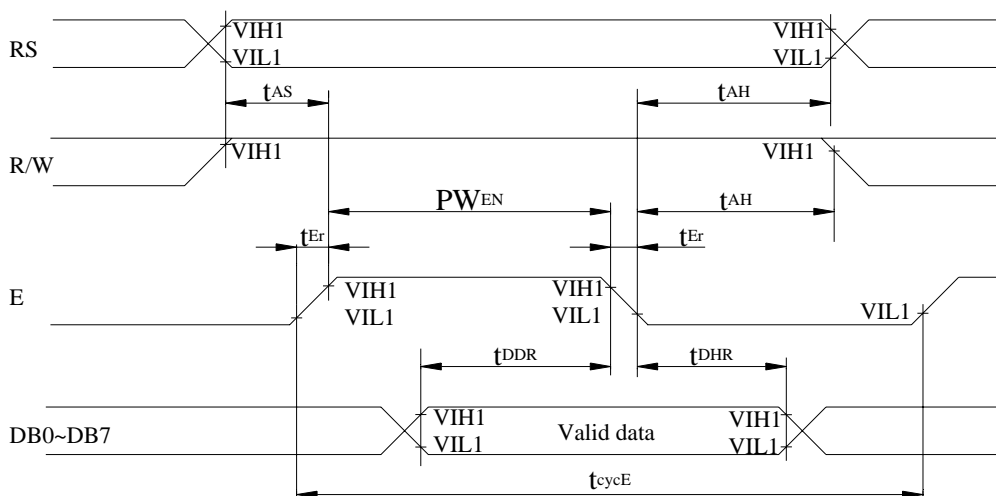 RS
VIH1
VIL1
VIH1
VIL1
tAS
tAH
R/W
VIH1
VIH1
PWEN
tAH
tEr
tEr
E
VIH1
VIL1
VIH1
VIL1
VIL1
tDDR
tDHR
DB0~DB7
VIH1
VIL1
Valid data
VIH1
VIL1
tcycE